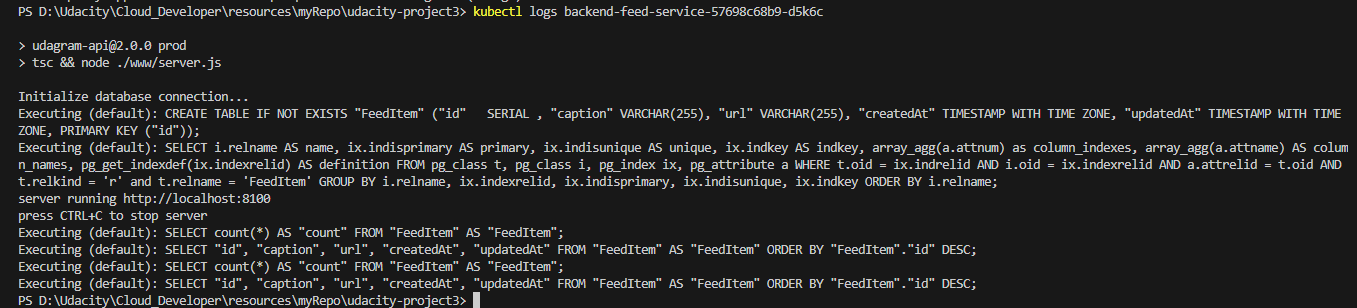 PS D:\Udacity\Cloud_Developer\resources\myRepo\udacity-project3> kubectl logs backend-feed-service-57698c68b9-d5k6c
> udagram-api@2.0.0 prod
> tsc && node ./www/server.js
Initialize database connection...
Executing (default): CREATE TABLE IF NOT EXISTS "FeedItem" ("id"   SERIAL , "caption" VARCHAR(255), "url" VARCHAR(255), "createdAt" TIMESTAMP WITH TIME ZONE, "updatedAt" TIMESTAMP WITH TIME
ZONE, PRIMARY KEY ("id"));
Executing (default): SELECT i.relname AS name, ix.indisprimary AS primary, ix.indisunique AS unique, ix.indkey AS indkey, array_agg(a.attnum) as column_indexes, array_agg(a.attname) AS colum
n_names, pg_get_indexdef(ix.indexrelid) AS definition FROM pg_class t, pg_class i, pg_index ix, pg_attribute a WHERE t.oid = ix.indrelid AND i.oid = ix.indexrelid AND a.attrelid = t.oid AND
t.relkind = 'r' and t.relname = 'FeedItem' GROUP BY i.relname, ix.indexrelid, ix.indisprimary, ix.indisunique, ix.indkey ORDER BY i.relname;
server running http://localhost:8100
press CTRL+C to stop server
Executing (default): SELECT count(*) AS "count" FROM "FeedItem" AS "FeedItem";
Executing (default): SELECT "id", "caption", "url", "createdAt", "updatedAt" FROM "FeedItem" AS "FeedItem" ORDER BY "FeedItem"."id" DESC;
Executing (default): SELECT count(*) AS "count" FROM "FeedItem" AS "FeedItem";
Executing (default): SELECT "id", "caption", "url", "createdAt", "updatedAt" FROM "FeedItem" AS "FeedItem" ORDER BY "FeedItem"."id" DESC;
PS D:\Udacity\Cloud_Developer\resources\myRepo\udacity-project3>